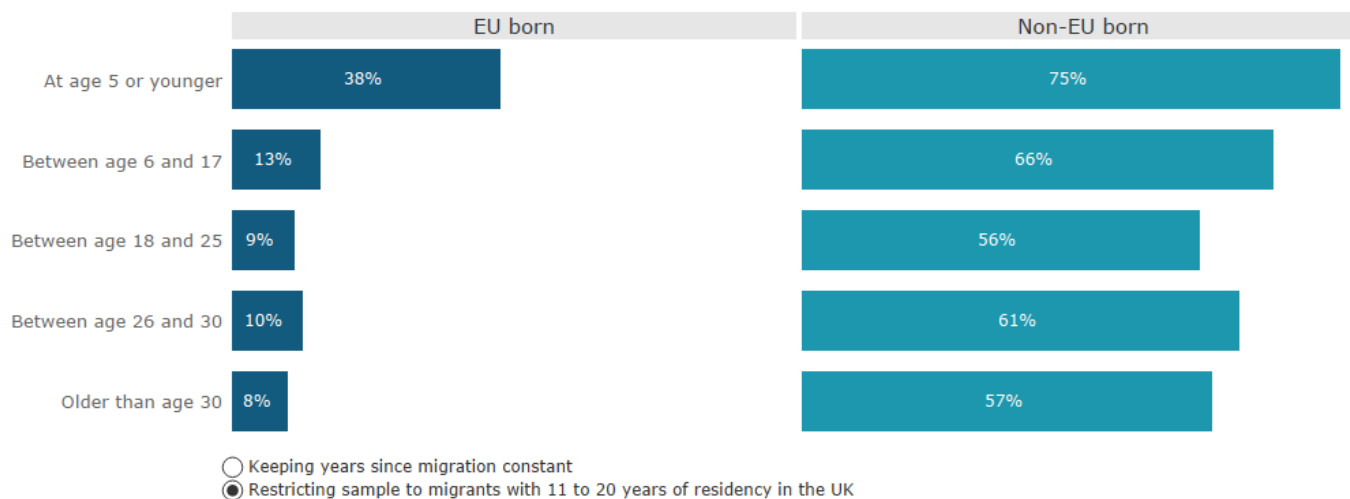 EU born Non-EU born
At age 5 or younger 38% 75%
Between age 6 and 17 13% 66%
Between age 18 and 25 9% 56%
Between age 26 and 30 10% 61%
Older than age 30 8% 57%
Keeping years since migration constant
Restricting sample to migrants with 11 to 20 years of residency in the UK